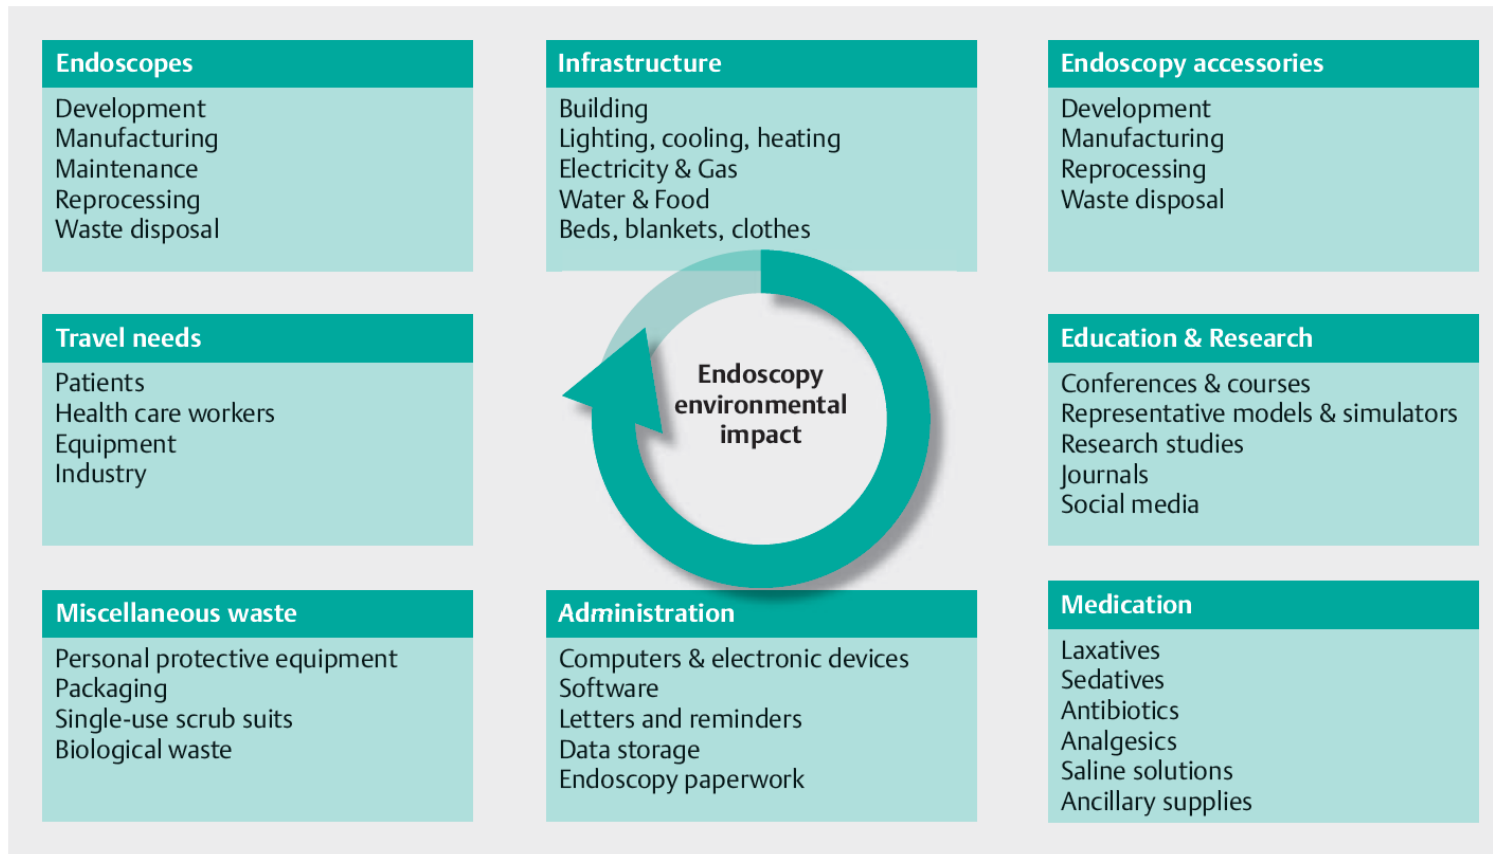 Endoscopes
Development
Manufacturing
Maintenance
Reprocessing
Waste disposal
Infrastructure
Building
Lighting, cooling, heating
Electricity & Gas
Water & Food
Beds, blankets, clothes
Endoscopy accessories
Development
Manufacturing
Reprocessing
Waste disposal
Travel needs
Patients
Health care workers
Equipment
Industry
Endoscopy
environmental
impact
Education & Research
Conferences & courses
Representative models & simulators
Research studies
Journals
Social media
Miscellaneous waste
Personal protective equipment
Packaging
Single-use scrub suits
Biological waste
Administration
Computers & electronic devices
Software
Letters and reminders
Data storage
Endoscopy paperwork
Medication
Laxatives
Sedatives
Antibiotics
Analgesics
Saline solutions
Ancillary supplies